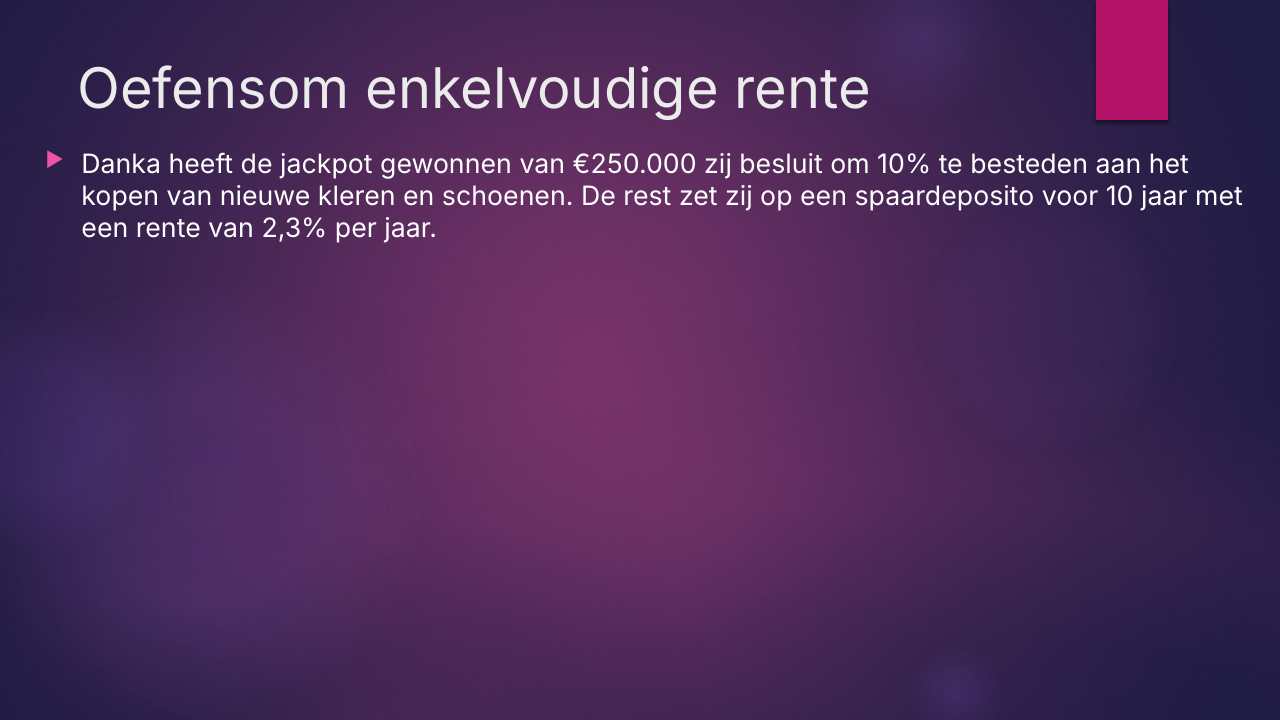 Oefensom enkelvoudige rente
Danka heeft de jackpot gewonnen van €250.000 zij besluit om 10% te besteden aan het
kopen van nieuwe kleren en schoenen. De rest zet zij op een spaardeposito voor 10 jaar met
een rente van 2,3% per jaar.